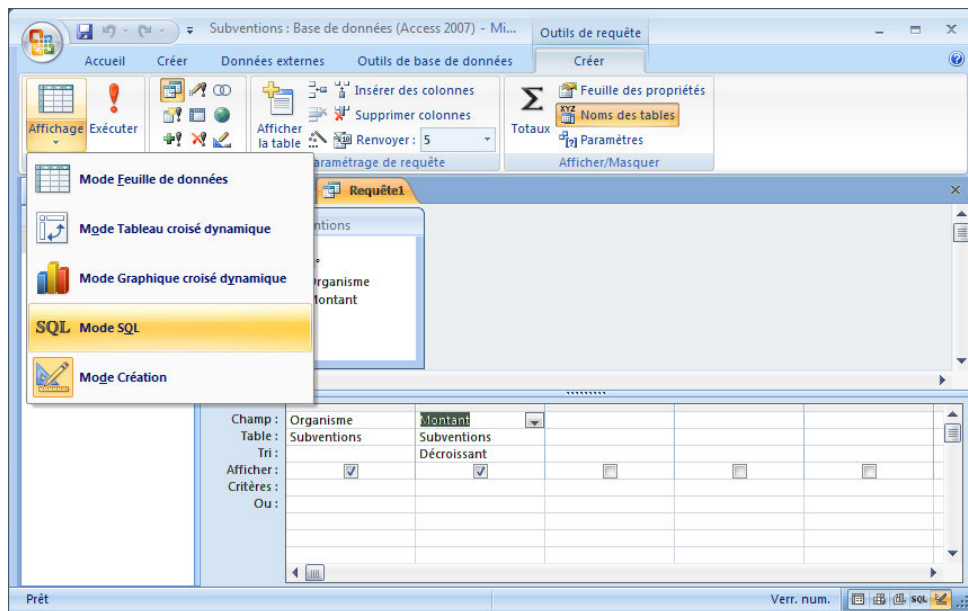 Subventions : Base de données (Access 2007) - Mi...
Outils de requête
Accueil
Créer
Données externes
Outils de base de données
Créer
Affichage
Exécuter
Afficher
la table
Insérer des colonnes
Supprimer colonnes
Renvoyer : 5
Totaux
Feuille des propriétés
XYZ Noms des tables
[?] Paramètres
aramétrage de requête
Afficher/Masquer
Mode Feuille de données
Mode Tableau croisé dynamique
Mode Graphique croisé dynamique
SQL Mode SQL
Mode Création
Requête1
ntions
rganisme
Montant
Champ : Organisme Montant
Table : Subventions Subventions
Tri : Décroissant
Afficher :
Critères :
Ou :
Prêt
Verr. num.
SQL